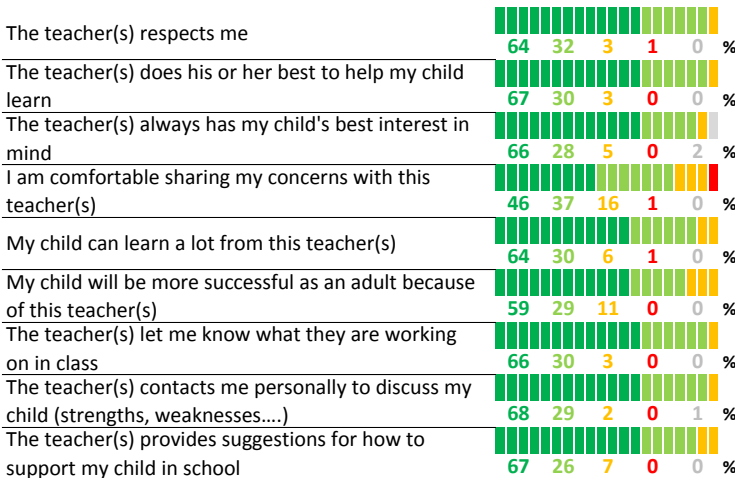 The teacher(s) respects me
64 32 3 1 0 %
The teacher(s) does his or her best to help my child
learn
67 30 3 0 0 %
The teacher(s) always has my child's best interest in
mind
66 28 5 0 2 %
I am comfortable sharing my concerns with this
teacher(s)
46 37 16 1 0 %
My child can learn a lot from this teacher(s)
64 30 6 1 0 %
My child will be more successful as an adult because
of this teacher(s)
59 29 11 0 0 %
The teacher(s) let me know what they are working
on in class
66 30 3 0 0 %
The teacher(s) contacts me personally to discuss my
child (strengths, weaknesses....)
68 29 2 0 1 %
The teacher(s) provides suggestions for how to
support my child in school
67 26 7 0 0 %